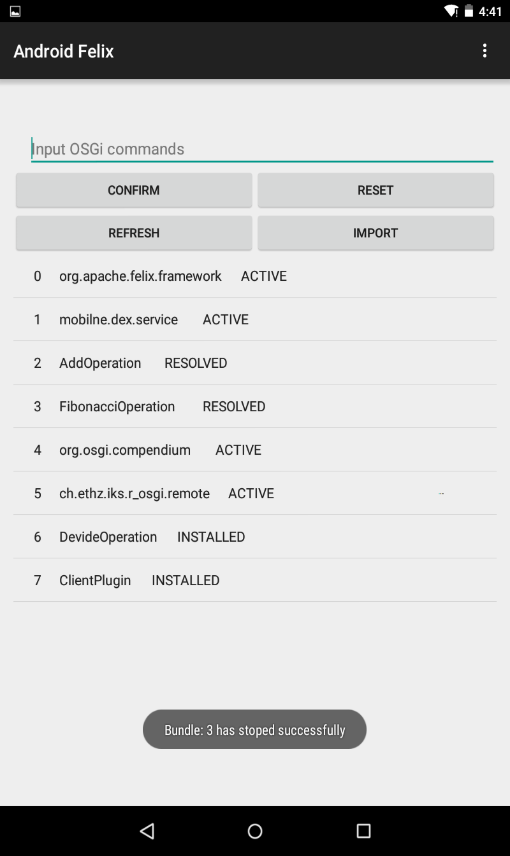 4:41
Android Felix
Input OSGi commands
CONFIRM RESET
REFRESH IMPORT
0 org.apache.felix.framework ACTIVE
1 mobilne.dex.service ACTIVE
2 AddOperation RESOLVED
3 FibonacciOperation RESOLVED
4 org.osgi.compendium ACTIVE
5 ch.ethz.iks.r_osgi.remote ACTIVE
6 DevideOperation INSTALLED
7 ClientPlugin INSTALLED
Bundle: 3 has stoped successfully